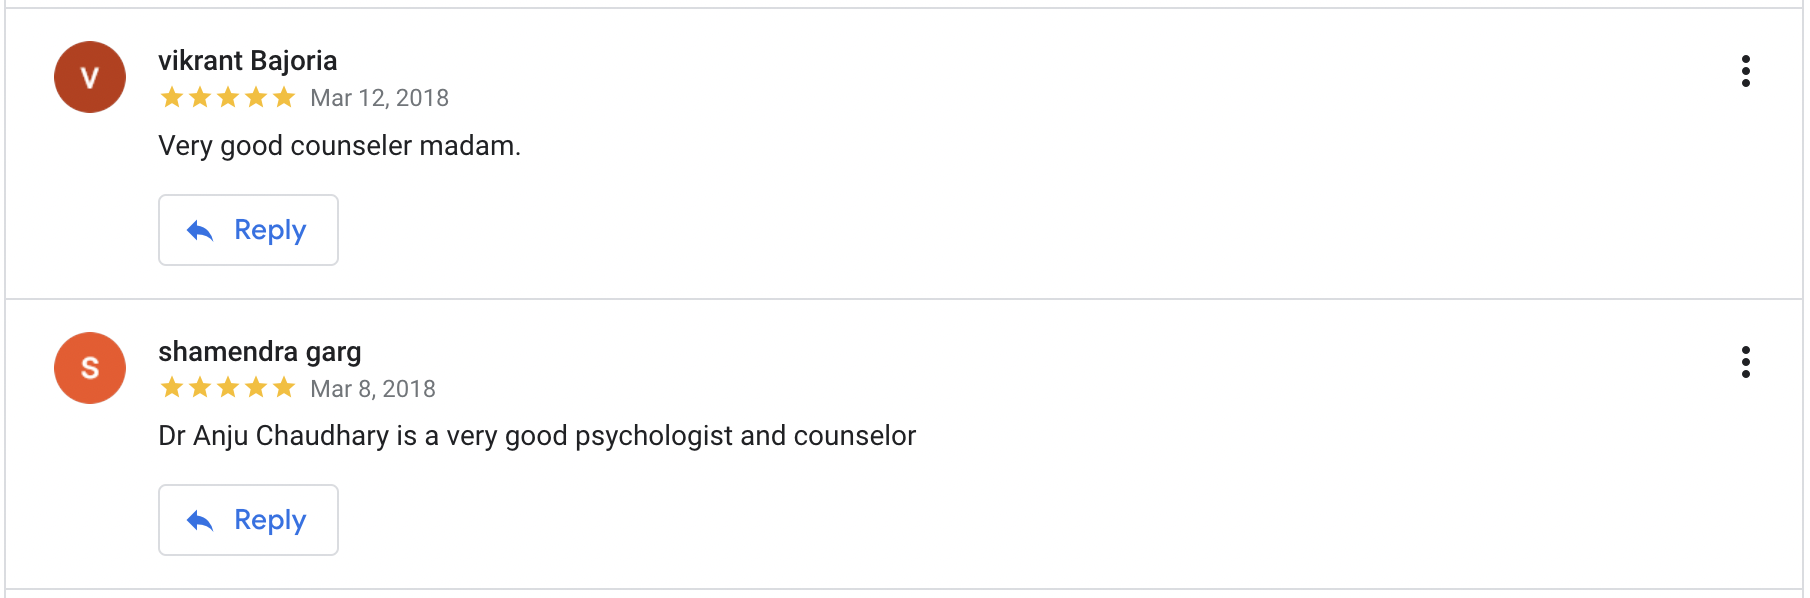 V
vikrant Bajoria
Mar 12, 2018
Very good counseler madam.
Reply
S
shamendra garg
Mar 8, 2018
Dr Anju Chaudhary is a very good psychologist and counselor
Reply